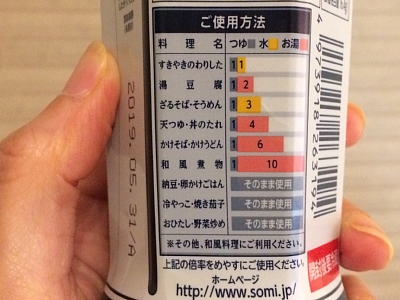 ご使用方法
料理名 つゆ 水 お湯
すきやきのわりした 1 1
湯豆腐 1 2
ざるそば・そうめん 1 3
天つゆ・丼のたれ 1 4
かけそば・かけうどん 1 6
和風煮物 1 10
納豆・卵かけごはん そのまま使用
冷やっこ・焼き茄子 そのまま使用
おひたし・野菜炒め そのまま使用
※その他、和風料理にご利用ください。
上記の倍率をめやすにご使用ください。
ホームページ
http://www.somi.jp/
2019.05.31/A
4 973918 263194